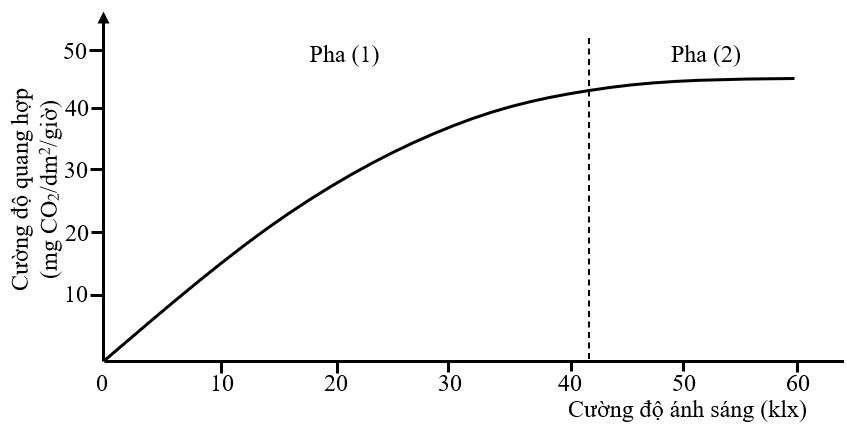 Pha (1)
Pha (2)
Cường độ quang hợp
(mg CO₂/dm²/giờ)
50
40
30
20
10
0
10
20
30
40
50
60
Cường độ ánh sáng (klx)